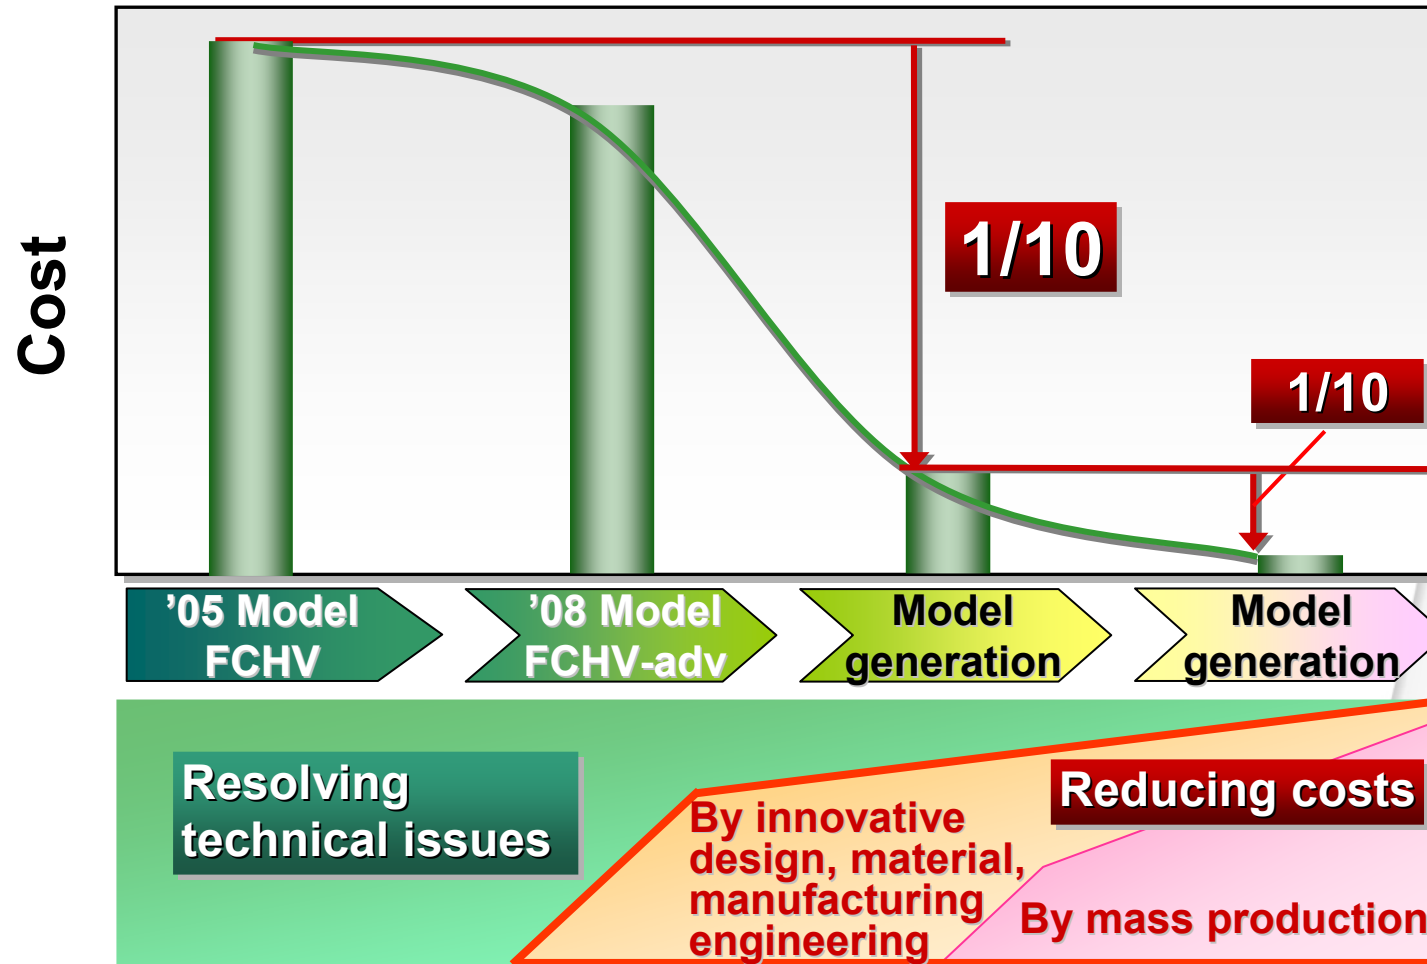 Cost
1/10
1/10
’05 Model
FCHV
’08 Model
FCHV-adv
Model
generation
Model
generation
Resolving
technical issues
By innovative
design, material,
manufacturing
engineering
Reducing costs
By mass production